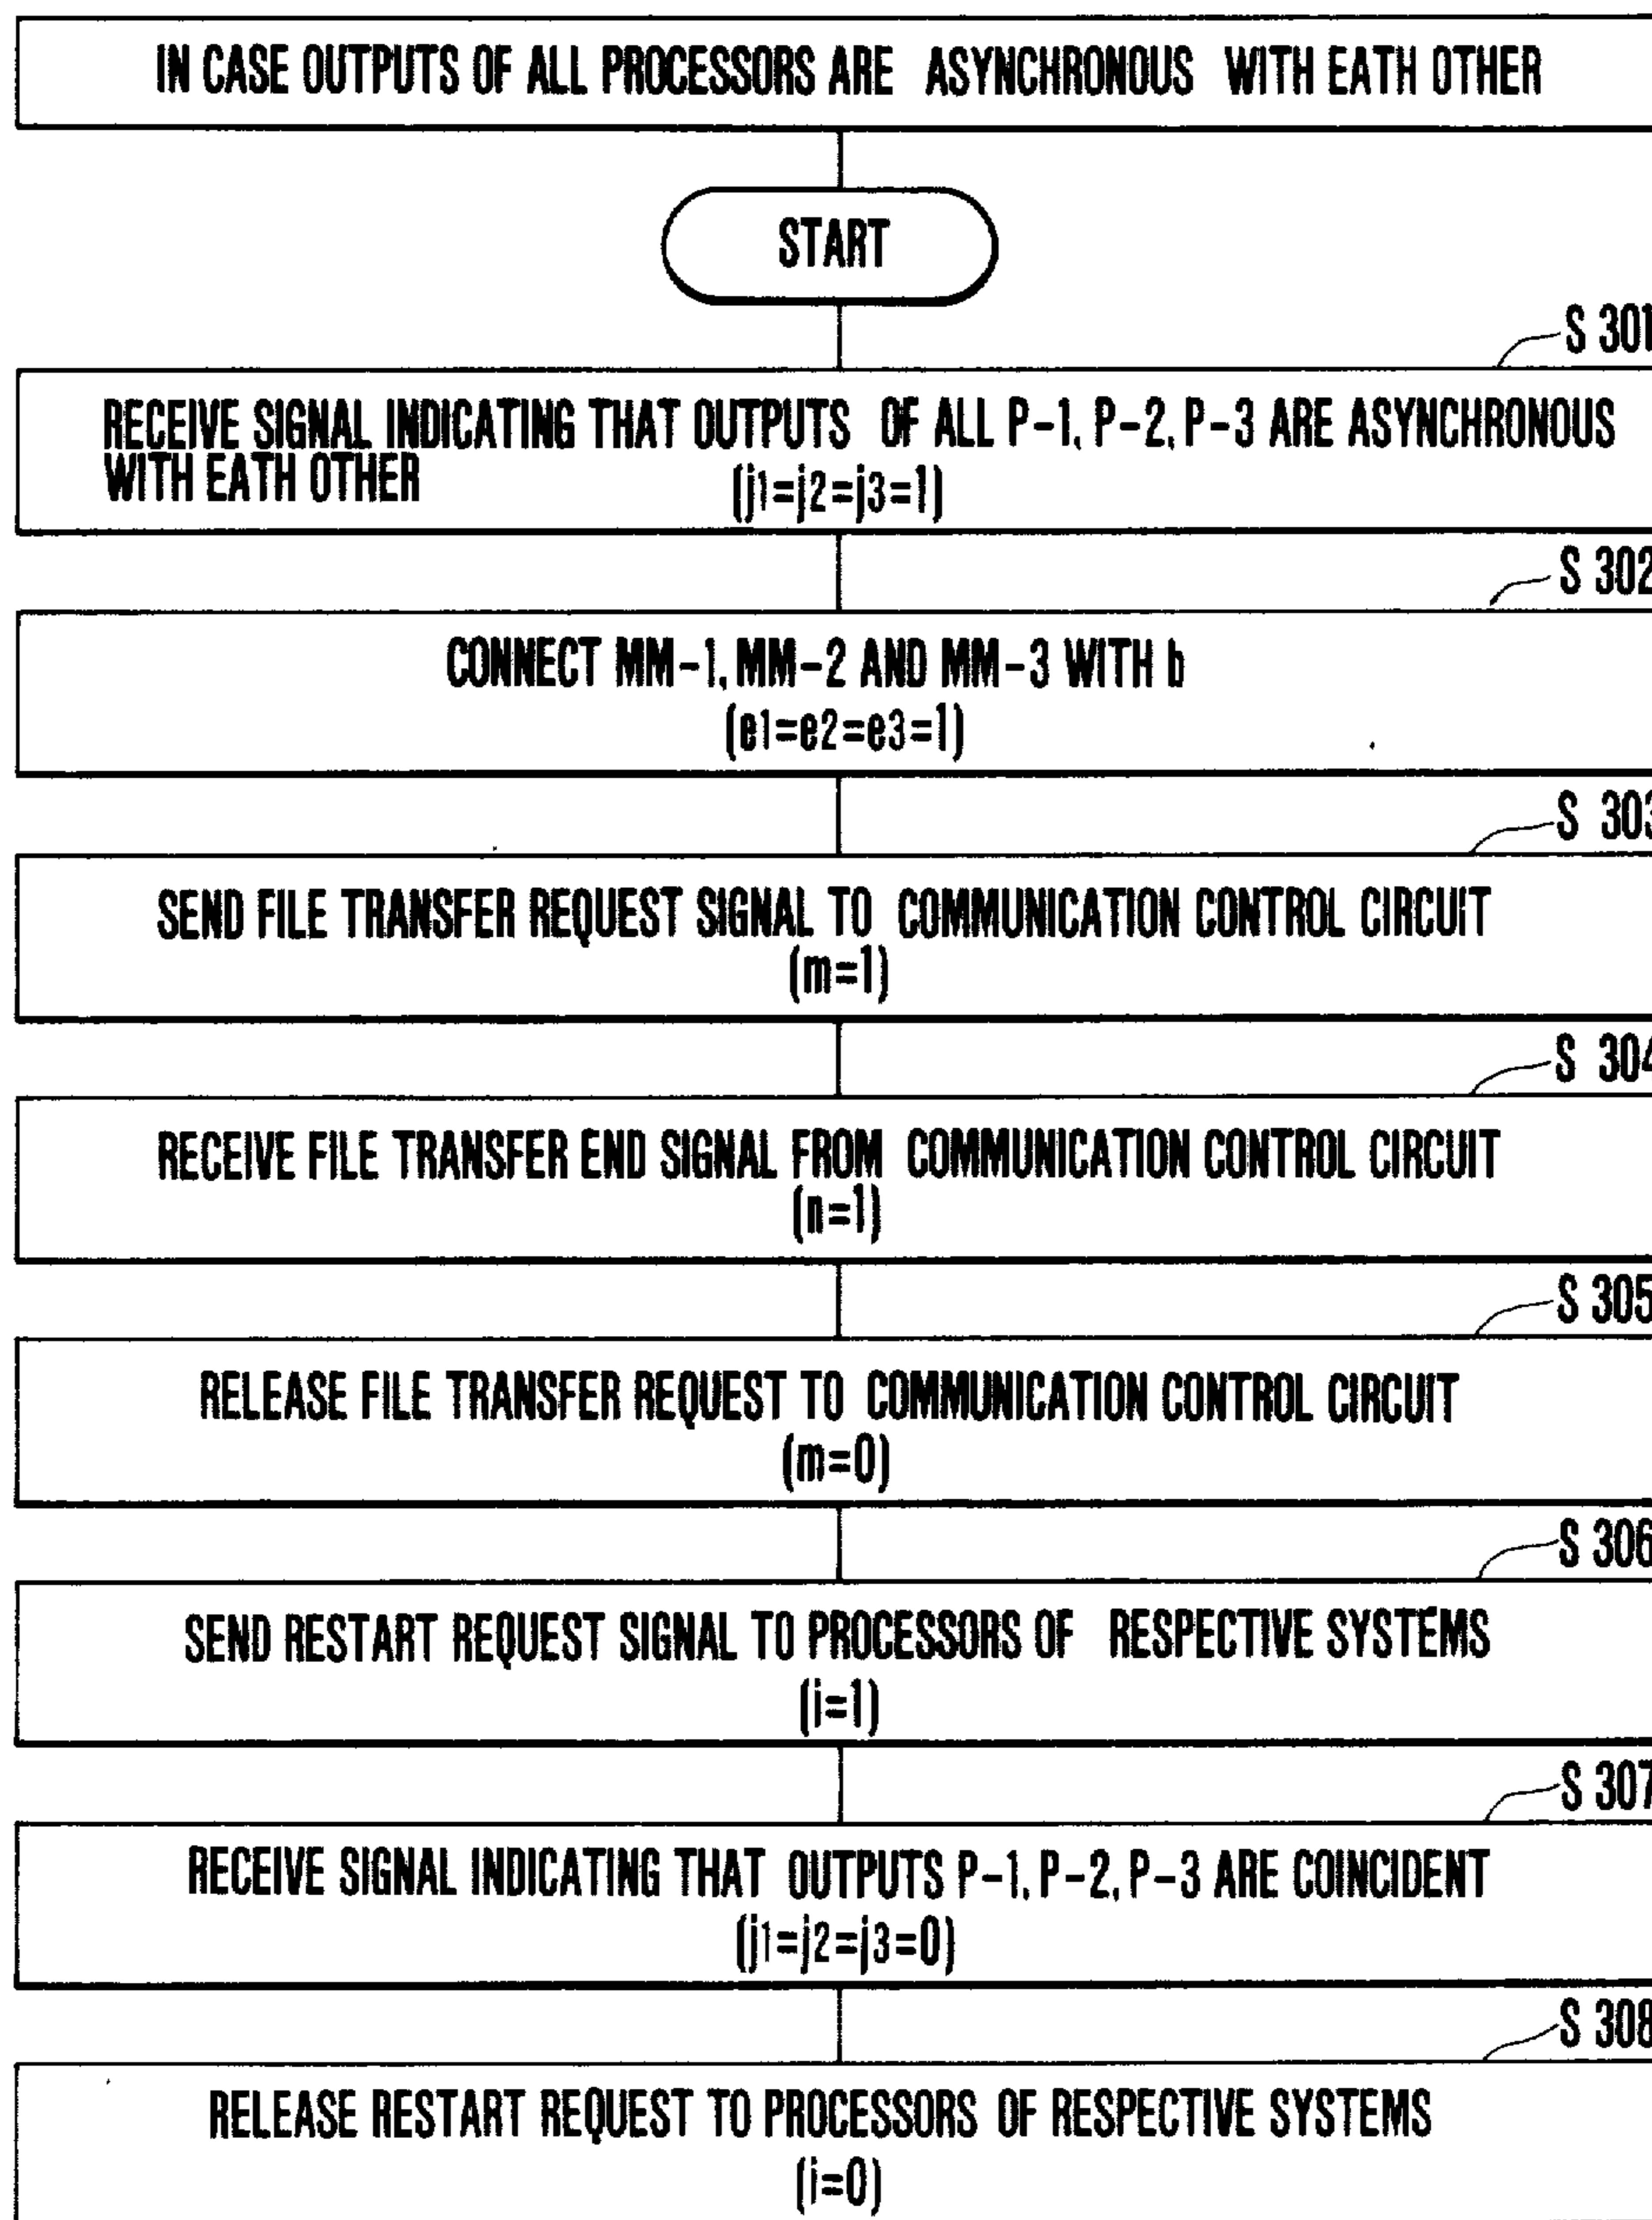 IN CASE OUTPUTS OF ALL PROCESSORS ARE ASYNCHRONOUS WITH EATH OTHER
START
S 301
RECEIVE SIGNAL INDICATING THAT OUTPUTS OF ALL P-1, P-2, P-3 ARE ASYNCHRONOUS
WITH EATH OTHER
(j1=j2=j3=1)
S 302
CONNECT MM-1, MM-2 AND MM-3 WITH b
(e1=e2=e3=1)
S 303
SEND FILE TRANSFER REQUEST SIGNAL TO COMMUNICATION CONTROL CIRCUIT
(m=1)
S 304
RECEIVE FILE TRANSFER END SIGNAL FROM COMMUNICATION CONTROL CIRCUIT
(n=1)
S 305
RELEASE FILE TRANSFER REQUEST TO COMMUNICATION CONTROL CIRCUIT
(m=0)
S 306
SEND RESTART REQUEST SIGNAL TO PROCESSORS OF RESPECTIVE SYSTEMS
(i=1)
S 307
RECEIVE SIGNAL INDICATING THAT OUTPUTS P-1, P-2, P-3 ARE COINCIDENT
(j1=j2=j3=0)
S 308
RELEASE RESTART REQUEST TO PROCESSORS OF RESPECTIVE SYSTEMS
(i=0)